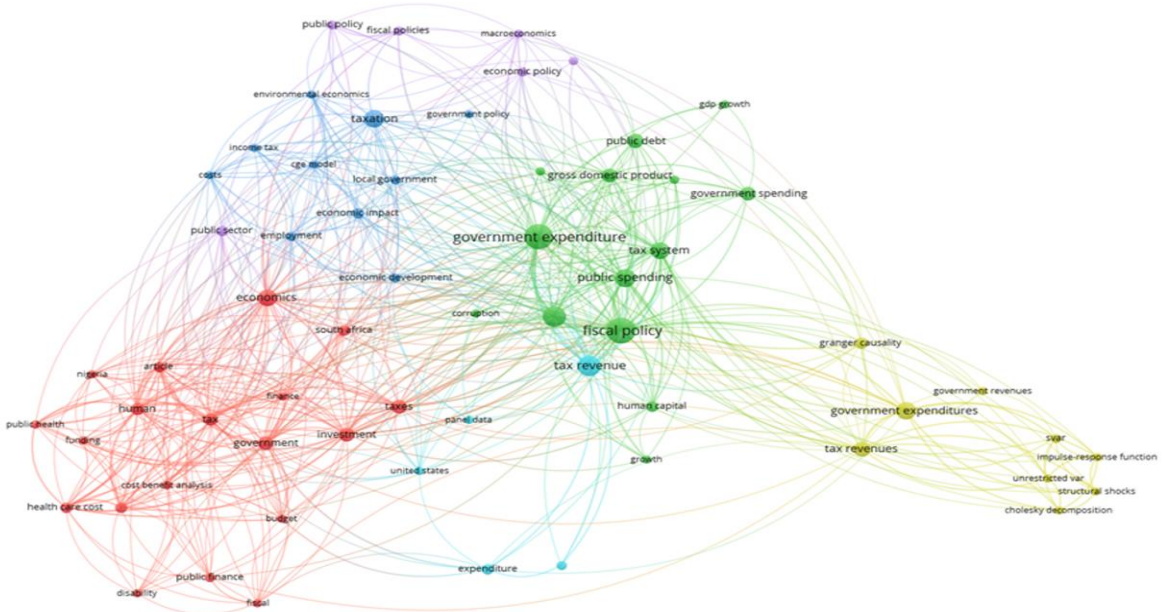 public policy
fiscal policies
macroeconomics
economic policy
environmental economics
taxation
government policy
gdp growth
public debt
income tax
cge model
costs
local government
gross domestic product
government spending
economic impact
public sector
employment
government expenditure
tax system
economic development
public spending
economics
corruption
south africa
fiscal policy
granger causality
tax revenue
nigeria
article
government revenues
finance
human
taxes
human capital
government expenditures
public health
tax
panel data
funding
government
investment
tax revenues
svar
impulse-response function
growth
united states
unrestricted var
cost benefit analysis
structural shocks
health care cost
cholesky decomposition
budget
expenditure
public finance
disability
fiscal